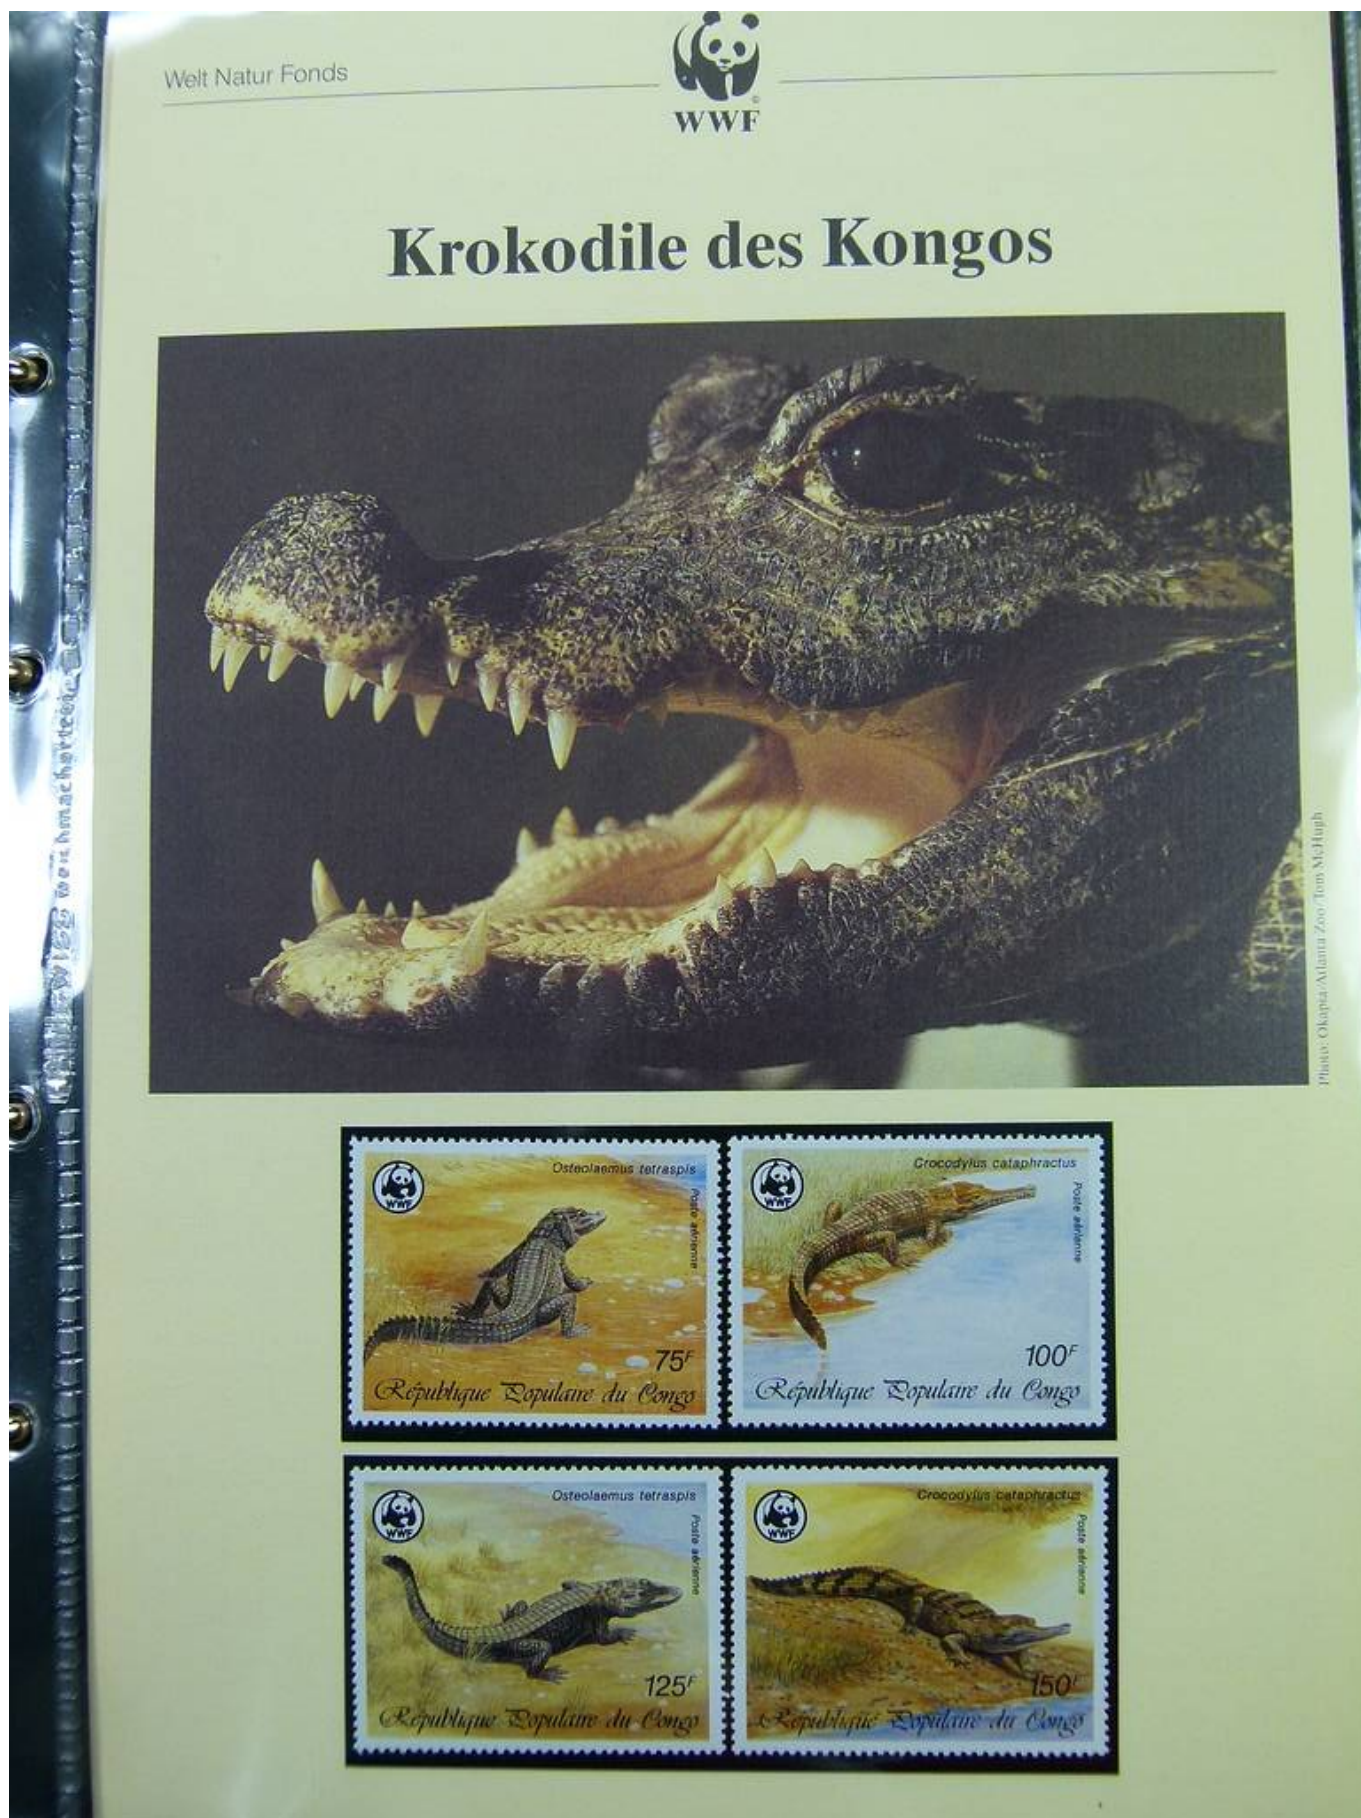 Welt Natur Fonds
©
WWF
Krokodile des Kongos
Photo: Okapia/Atlanta Zoo/Tom McHugh
WWF
Osteolaemus tetraspis
Poste aérienne
75F
République Populaire du Congo
WWF
Crocodylus cataphractus
Poste aérienne
100F
République Populaire du Congo
WWF
Osteolaemus tetraspis
Poste aérienne
125F
République Populaire du Congo
WWF
Crocodylus cataphractus
Poste aérienne
150F
République Populaire du Congo